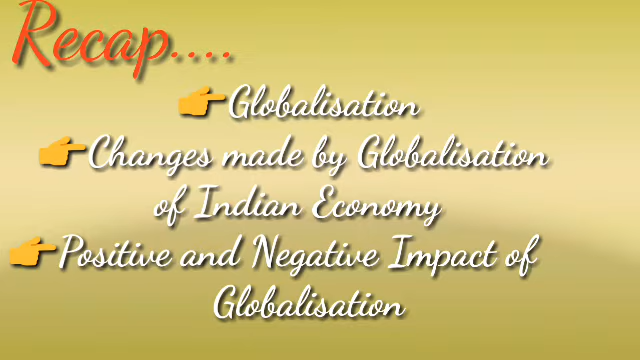 Recap....
👉Globalisation
👉Changes made by Globalisation
of Indian Economy
👉Positive and Negative Impact of
Globalisation